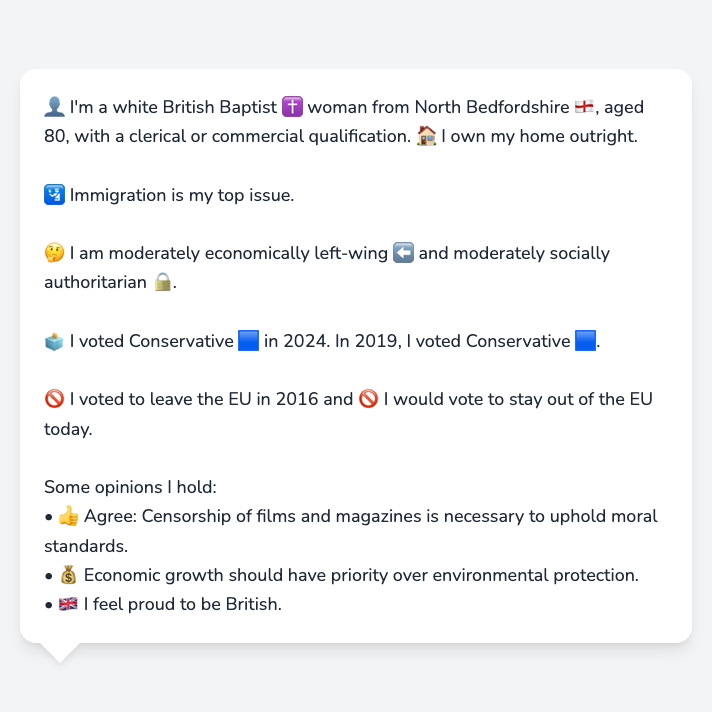 👤 I'm a white British Baptist ✝️ woman from North Bedfordshire 🏴󠁧󠁢󠁥󠁮󠁧󠁿, aged
80, with a clerical or commercial qualification. 🏠 I own my home outright.
🛂 Immigration is my top issue.
🤔 I am moderately economically left-wing ⬅️ and moderately socially
authoritarian 🔒.
🗳️ I voted Conservative 🟦 in 2024. In 2019, I voted Conservative 🟦.
🚫 I voted to leave the EU in 2016 and 🚫 I would vote to stay out of the EU
today.
Some opinions I hold:
• 👍 Agree: Censorship of films and magazines is necessary to uphold moral
standards.
• 💰 Economic growth should have priority over environmental protection.
• 🇬🇧 I feel proud to be British.